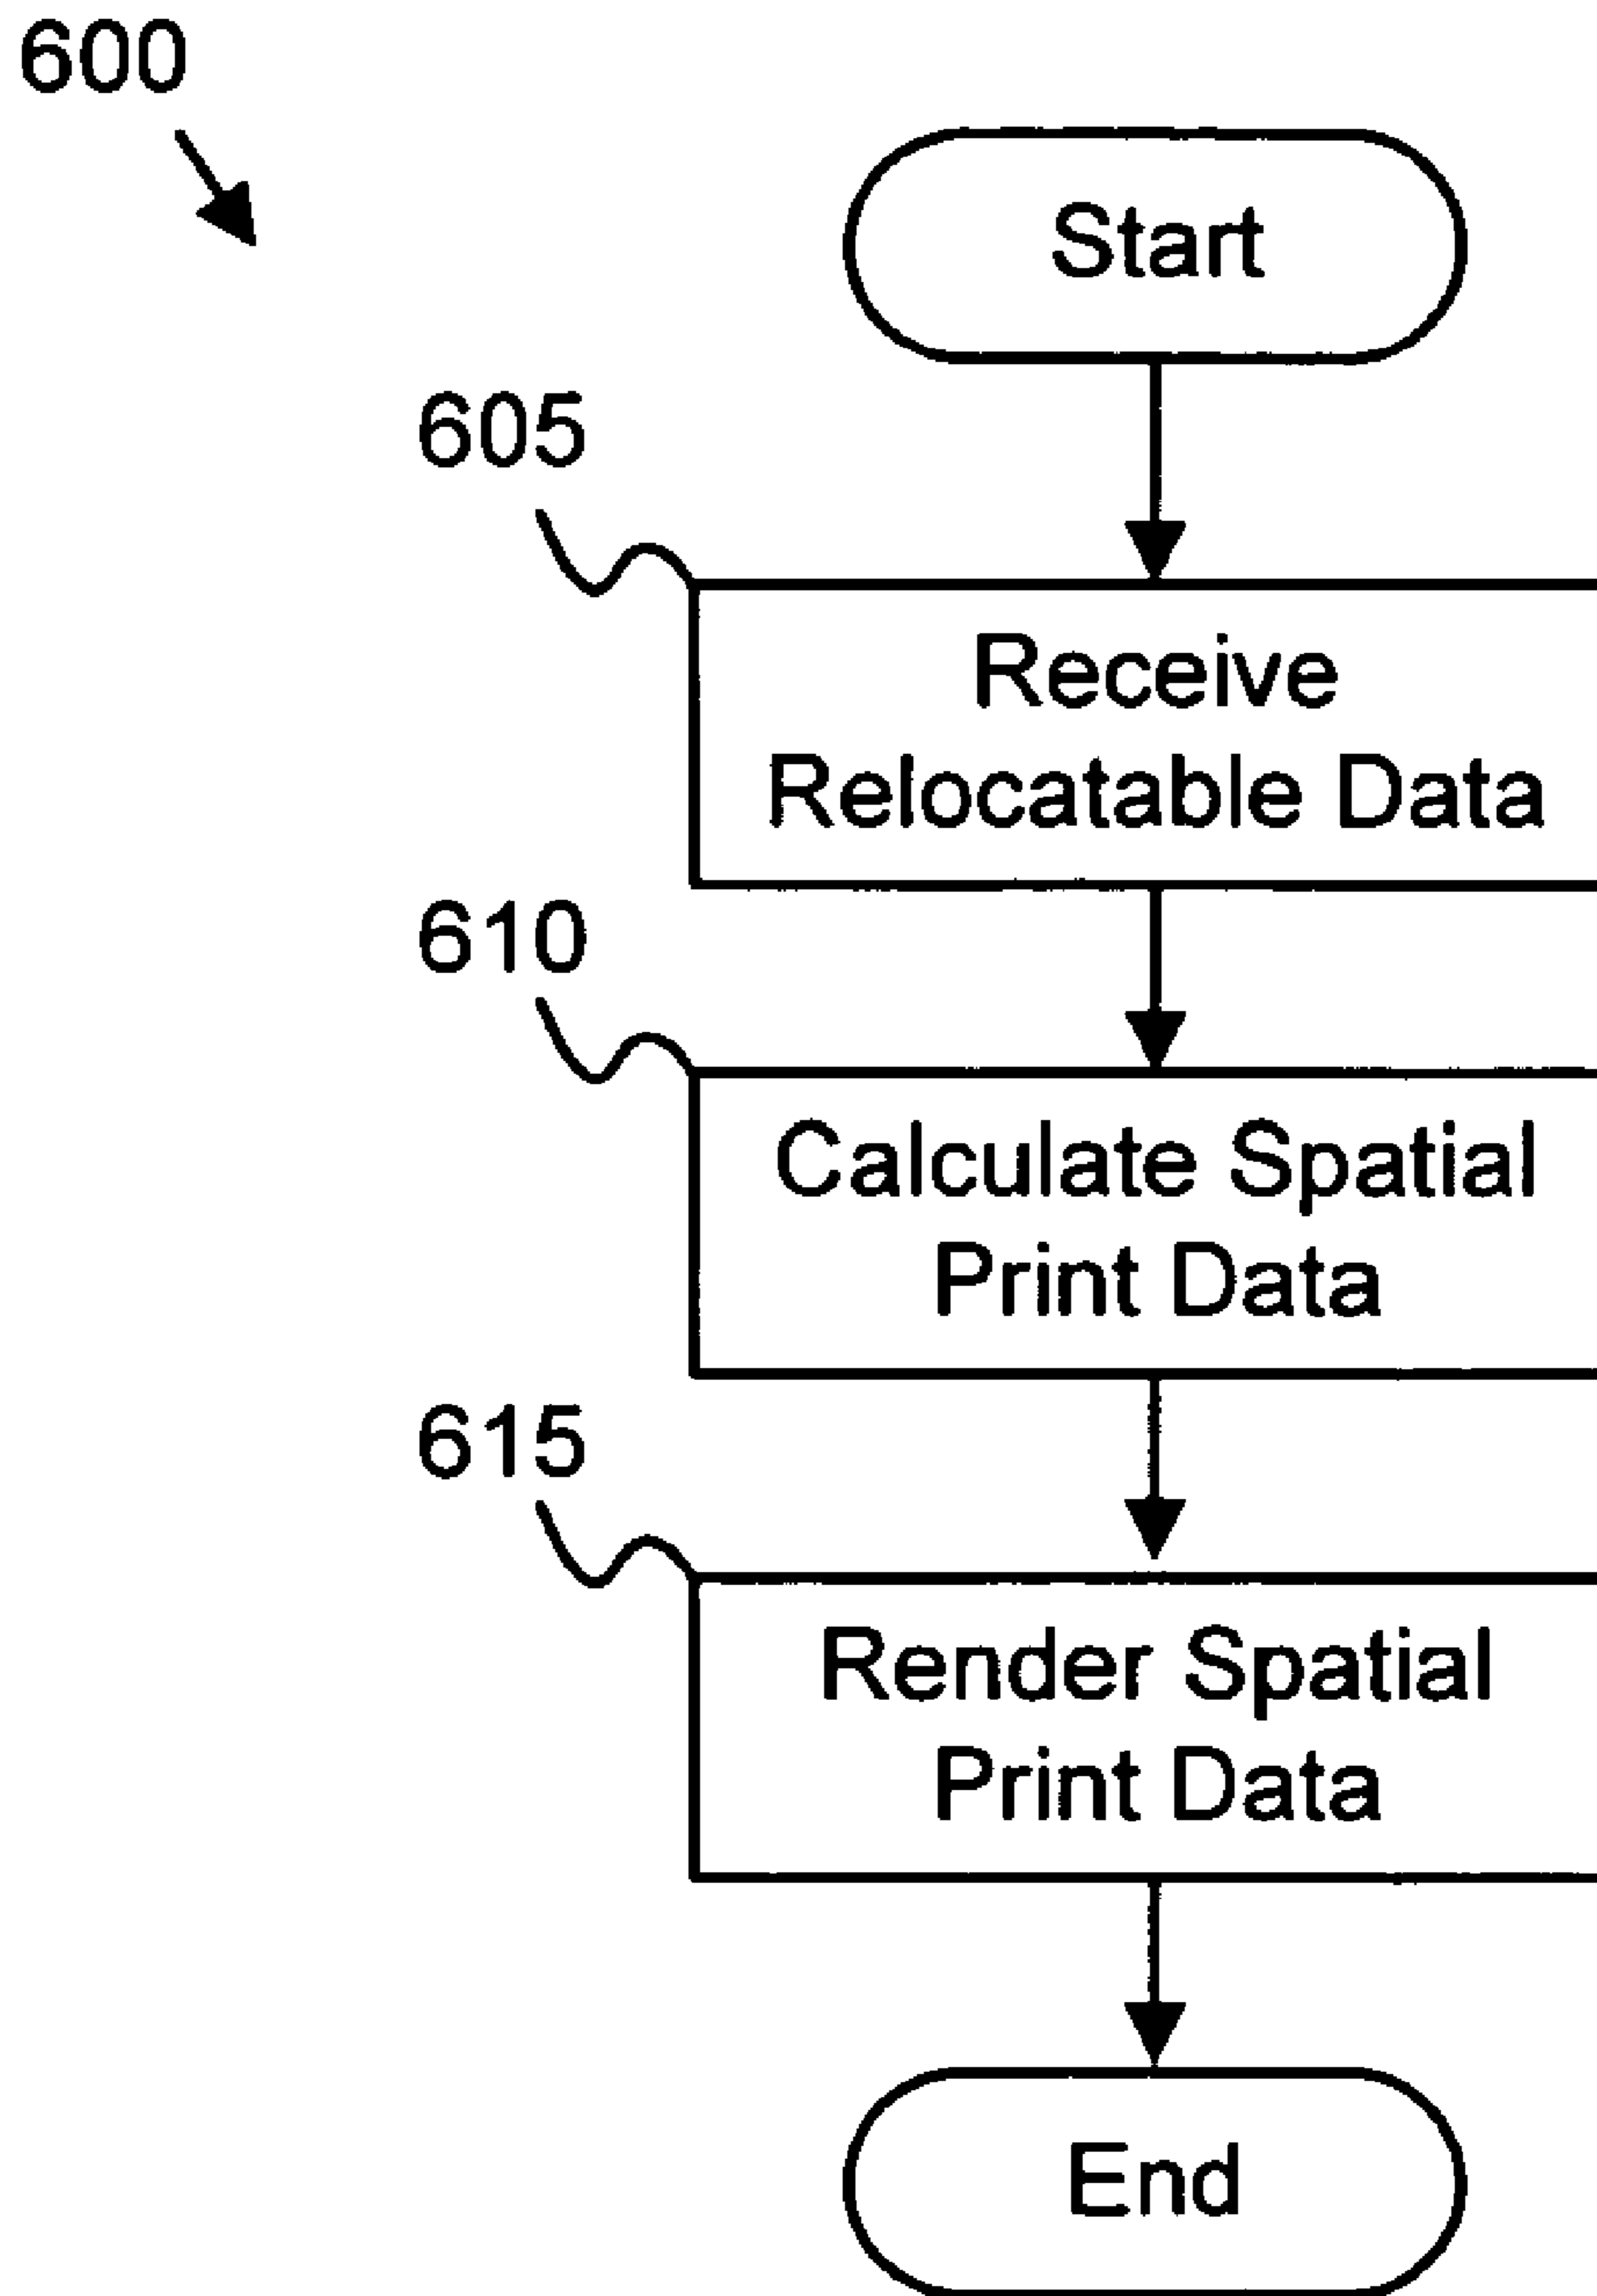 600
Start
605
Receive
Relocatable Data
610
Calculate Spatial
Print Data
615
Render Spatial
Print Data
End